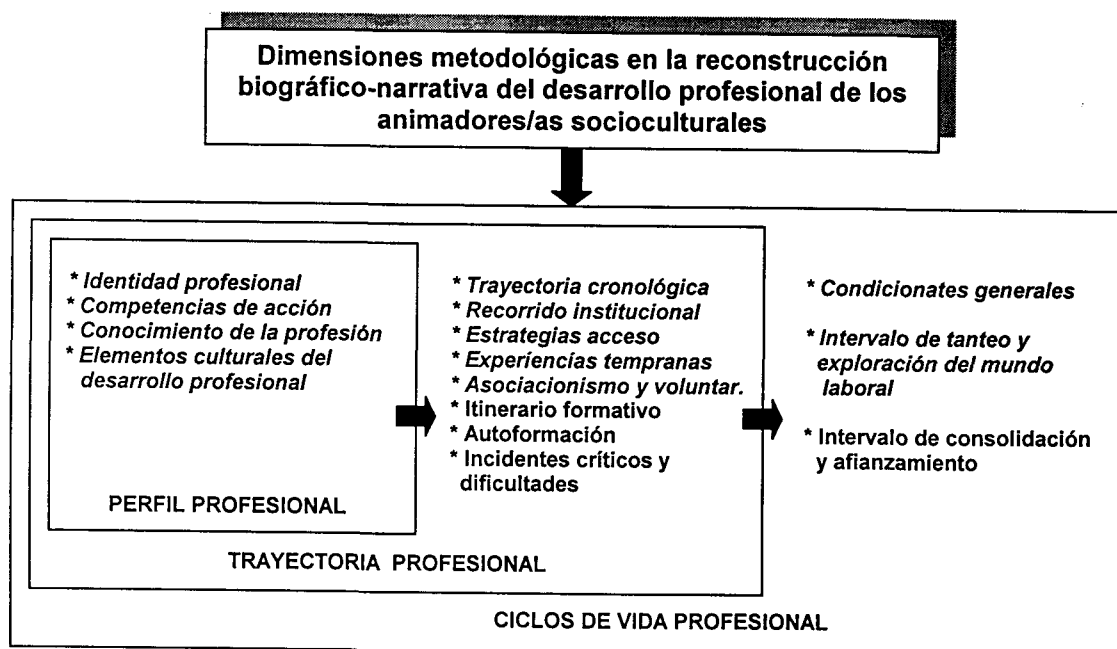 Dimensiones metodológicas en la reconstrucción
biográfico-narrativa del desarrollo profesional de los
animadores/as socioculturales
* Identidad profesional
* Competencias de acción
* Conocimiento de la profesión
* Elementos culturales del
desarrollo profesional
PERFIL PROFESIONAL
* Trayectoria cronológica
* Recorrido institucional
* Estrategias acceso
* Experiencias tempranas
* Asociacionismo y voluntar.
* Itinerario formativo
* Autoformación
* Incidentes críticos y
dificultades
TRAYECTORIA PROFESIONAL
* Condicionates generales
* Intervalo de tanteo y
exploración del mundo
laboral
* Intervalo de consolidación
y afianzamiento
CICLOS DE VIDA PROFESIONAL